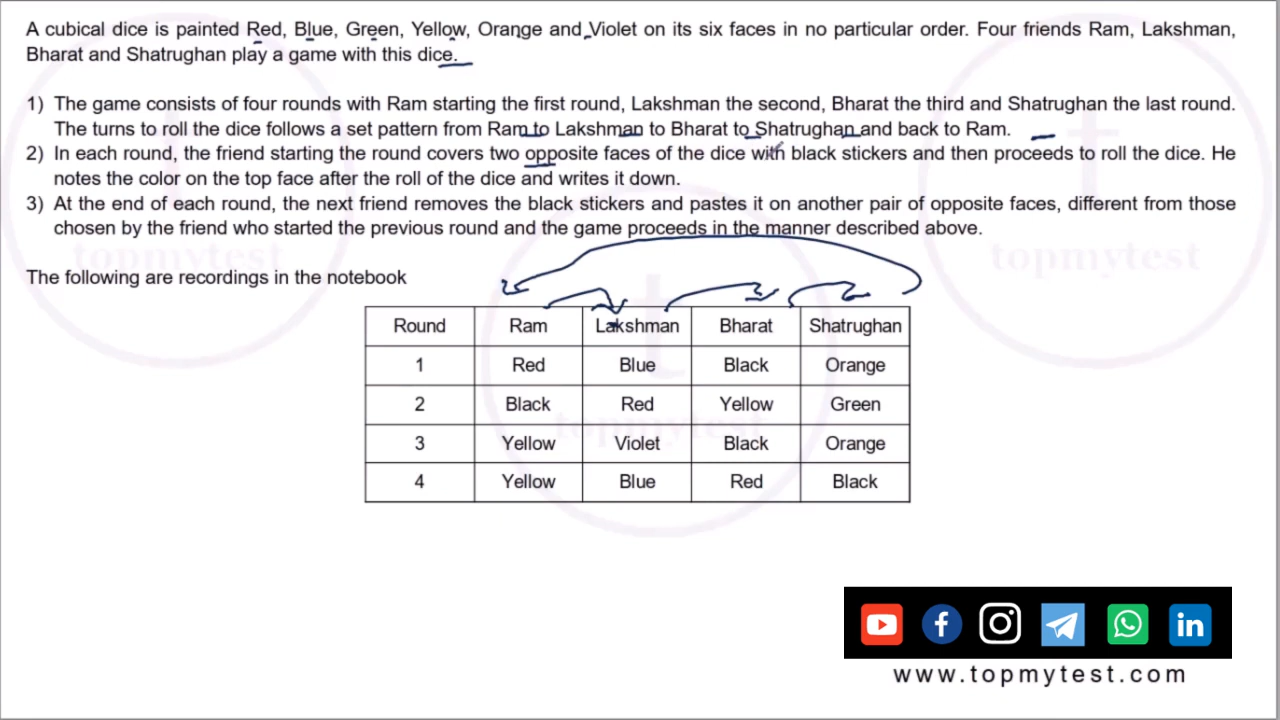 A cubical dice is painted Red, Blue, Green, Yellow, Orange and Violet on its six faces in no particular order. Four friends Ram, Lakshman,
Bharat and Shatrughan play a game with this dice.
1) The game consists of four rounds with Ram starting the first round, Lakshman the second, Bharat the third and Shatrughan the last round.
The turns to roll the dice follows a set pattern from Ram to Lakshman to Bharat to Shatrughan and back to Ram.
2) In each round, the friend starting the round covers two opposite faces of the dice with black stickers and then proceeds to roll the dice. He
notes the color on the top face after the roll of the dice and writes it down.
3) At the end of each round, the next friend removes the black stickers and pastes it on another pair of opposite faces, different from those
chosen by the friend who started the previous round and the game proceeds in the manner described above.
topmytest
topmytest
The following are recordings in the notebook
Round Ram Lakshman Bharat Shatrughan
1 Red Blue Black Orange
2 Black Red Yellow Green
topmytest
3 Yellow Violet Black Orange
4 Yellow Blue Red Black
www.topmytest.com